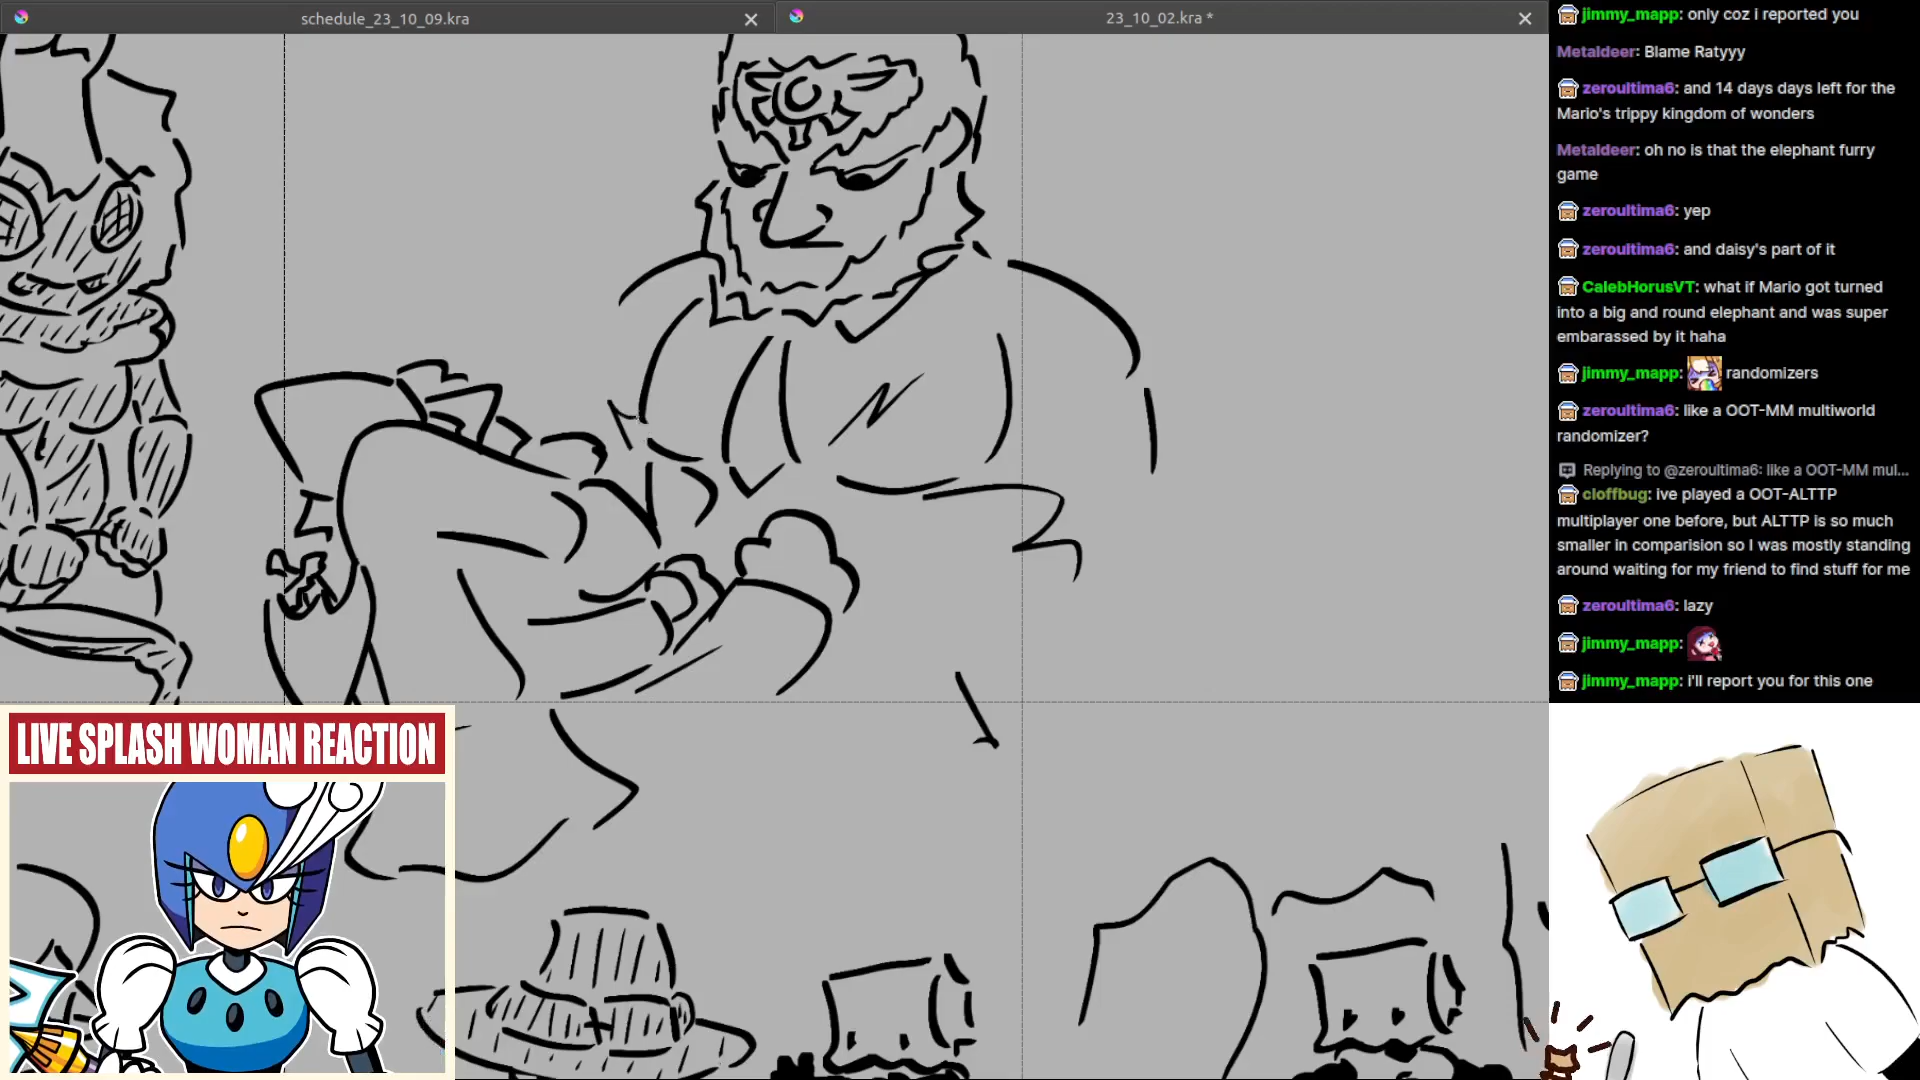 schedule_23_10_09.kra
23_10_02.kra *
jimmy_mapp: only coz i reported you
Metaldeer: Blame Ratyyy
zeroultima6: and 14 days days left for the
Mario's trippy kingdom of wonders
Metaldeer: oh no is that the elephant furry
game
zeroultima6: yep
zeroultima6: and daisy's part of it
CalebHorusVT: what if Mario got turned
into a big and round elephant and was super
embarassed by it haha
jimmy_mapp: randomizers
zeroultima6: like a OOT-MM multiworld
randomizer?
Replying to @zeroultima6: like a OOT-MM mul...
cloffbug: ive played a OOT-ALTTP
multiplayer one before, but ALTTP is so much
smaller in comparision so I was mostly standing
around waiting for my friend to find stuff for me
zeroultima6: lazy
jimmy_mapp:
jimmy_mapp: i'll report you for this one
LIVE SPLASH WOMAN REACTION